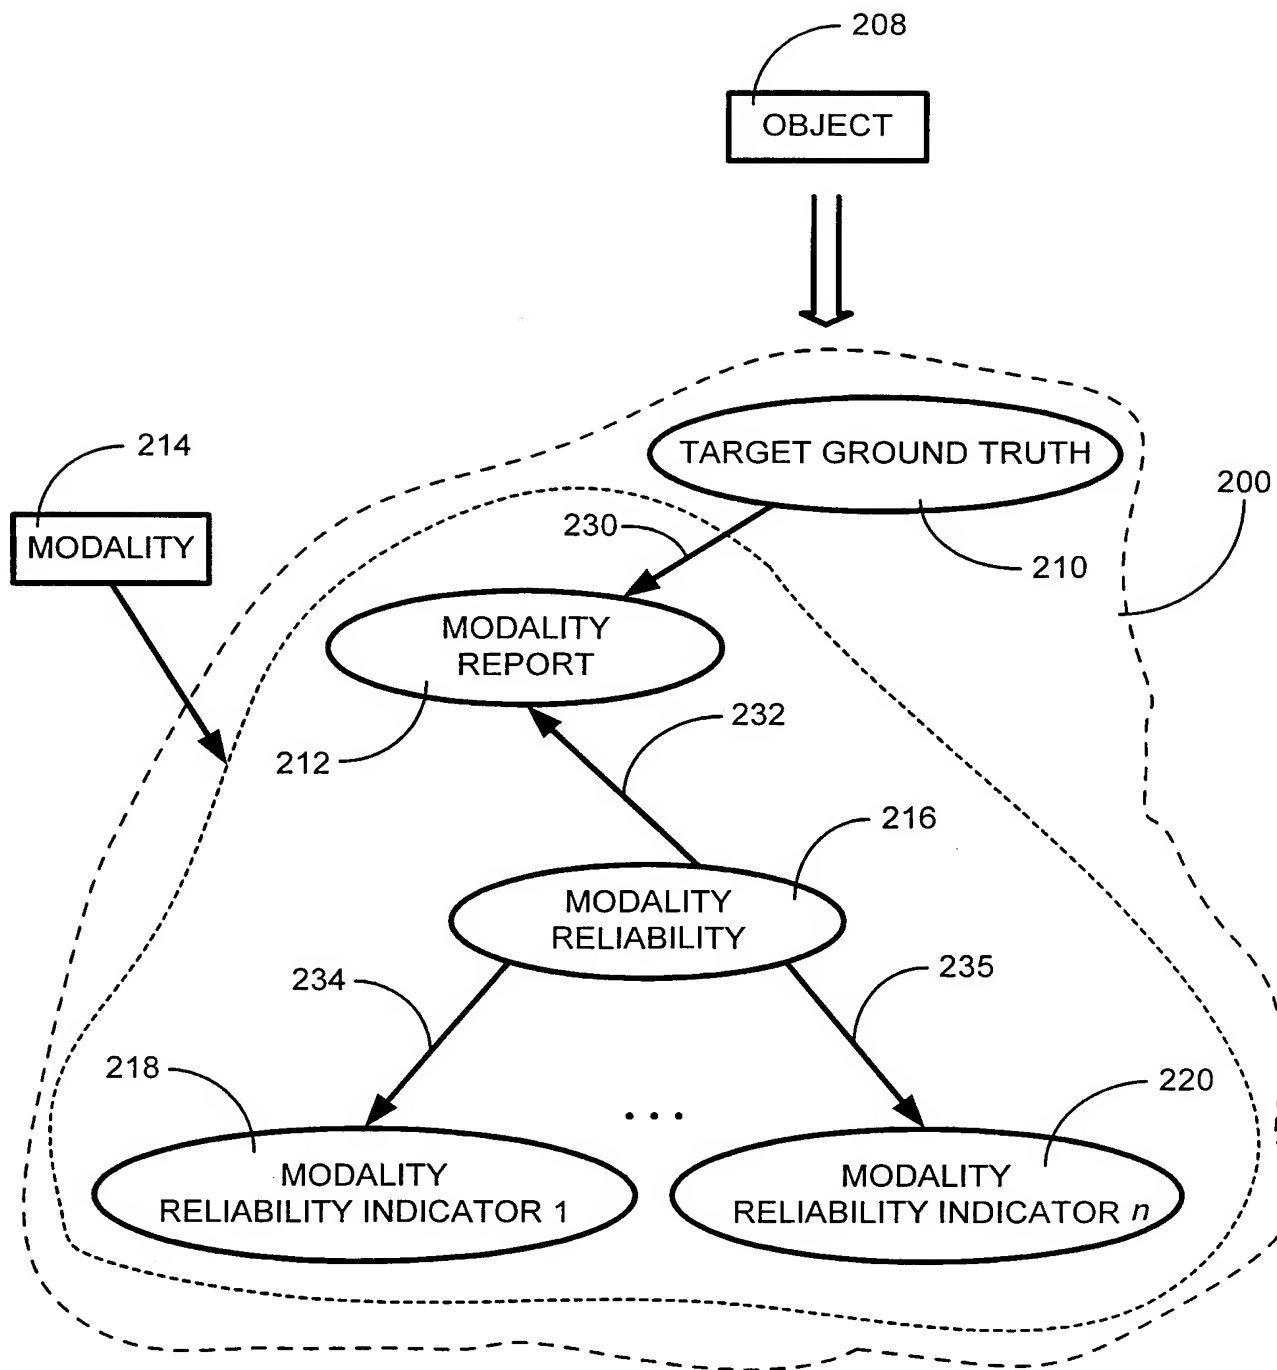 208
OBJECT
214
MODALITY
TARGET GROUND TRUTH
200
230
210
MODALITY
REPORT
232
212
216
MODALITY
RELIABILITY
234
235
218
220
...
MODALITY
RELIABILITY INDICATOR 1
MODALITY
RELIABILITY INDICATOR n